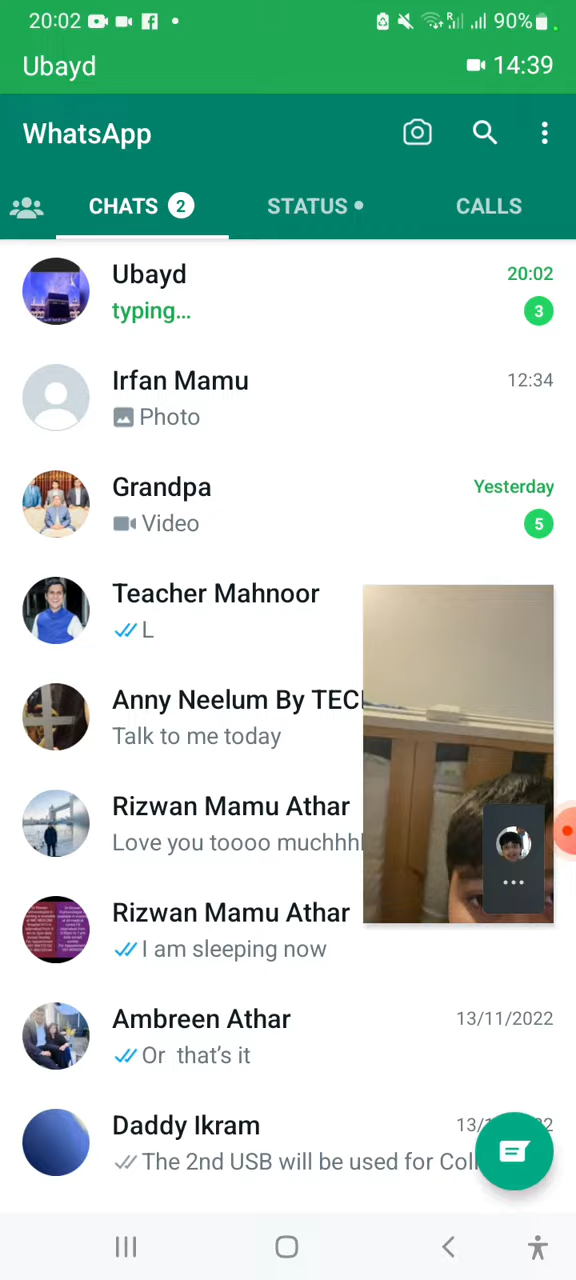 20:02 90%
Ubayd 14:39
WhatsApp
CHATS 2 STATUS CALLS
Ubayd 20:02
typing... 3
Irfan Mamu 12:34
Photo
Grandpa Yesterday
Video 5
Teacher Mahnoor
L
Anny Neelum By TEC
Talk to me today
Rizwan Mamu Athar
Love you toooo muchhh
Rizwan Mamu Athar
I am sleeping now
Ambreen Athar 13/11/2022
Or that's it
Daddy Ikram 13/1
The 2nd USB will be used for Col